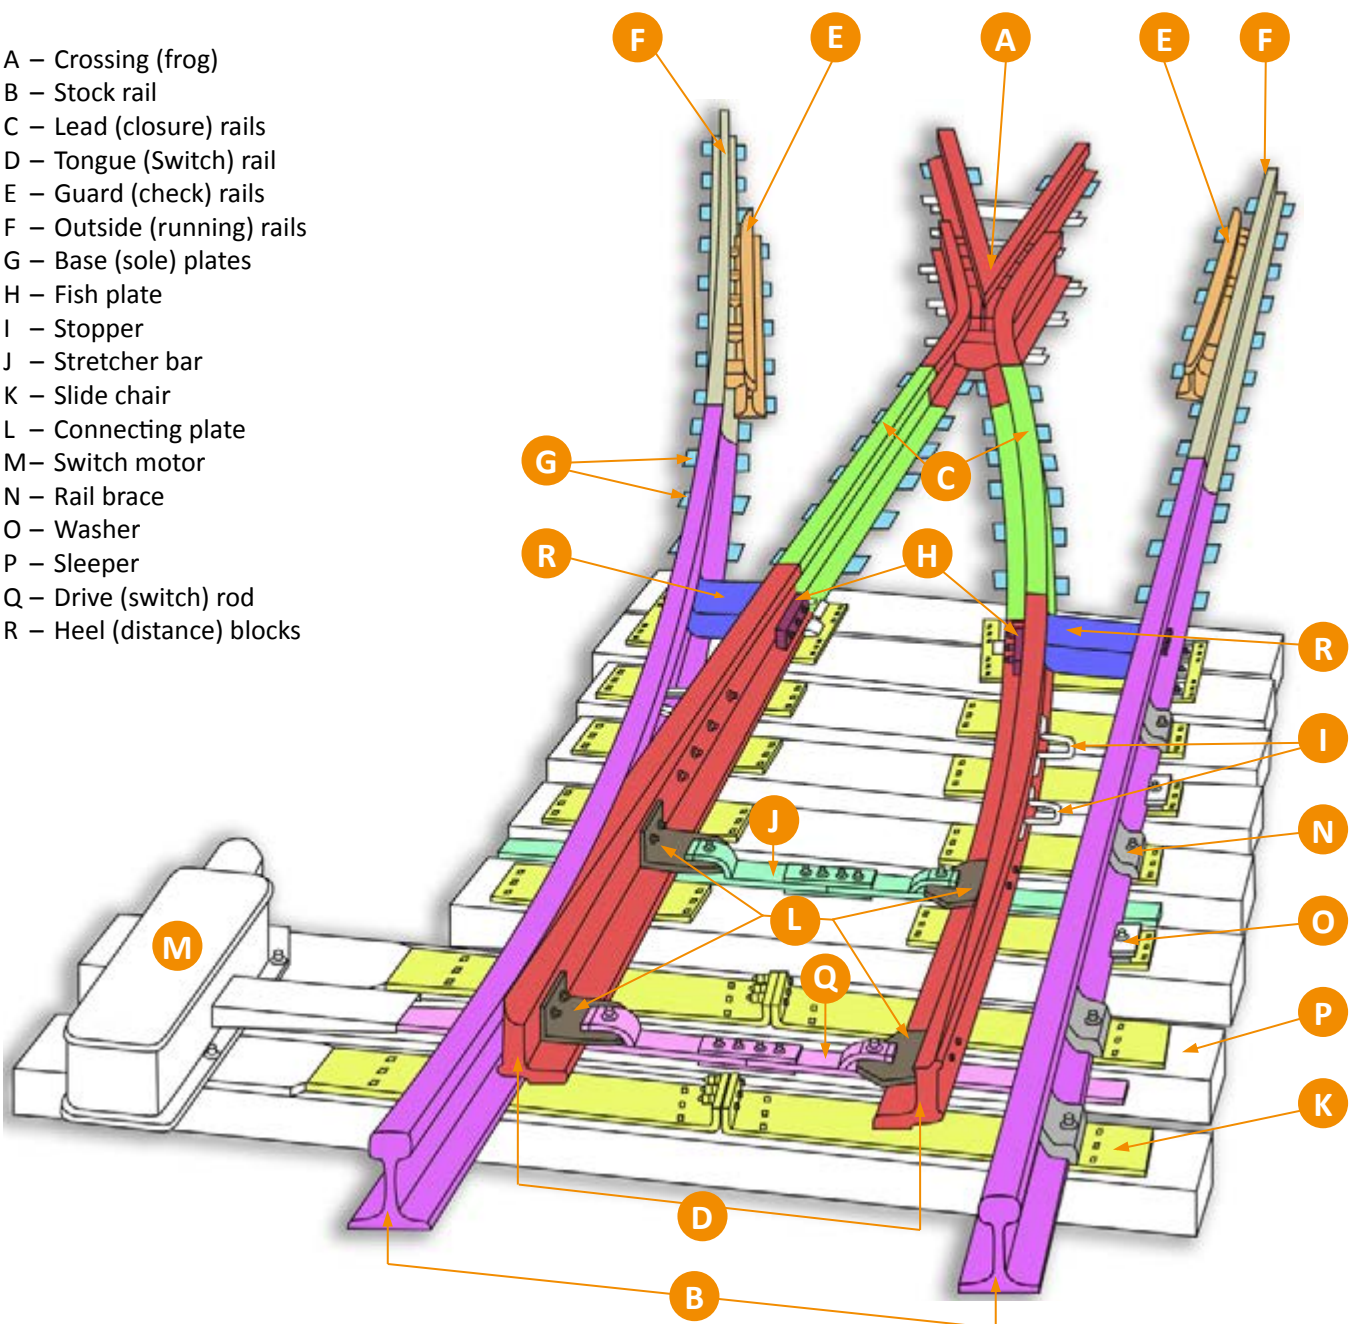 A – Crossing (frog)
B – Stock rail
C – Lead (closure) rails
D – Tongue (Switch) rail
E – Guard (check) rails
F – Outside (running) rails
G – Base (sole) plates
H – Fish plate
I – Stopper
J – Stretcher bar
K – Slide chair
L – Connecting plate
M – Switch motor
N – Rail brace
O – Washer
P – Sleeper
Q – Drive (switch) rod
R – Heel (distance) blocks
F
E
A
E
F
G
C
R
H
R
I
J
N
L
O
M
Q
P
K
D
B